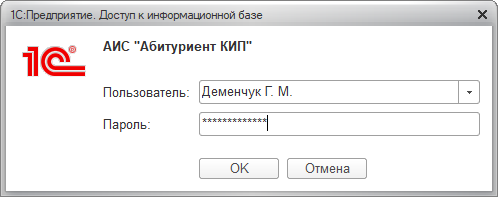 1С:Предприятие. Доступ к информационной базе
1С®
АИС "Абитуриент КИП"
Пользователь: Деменчук Г. М.
Пароль: *************
OK Отмена